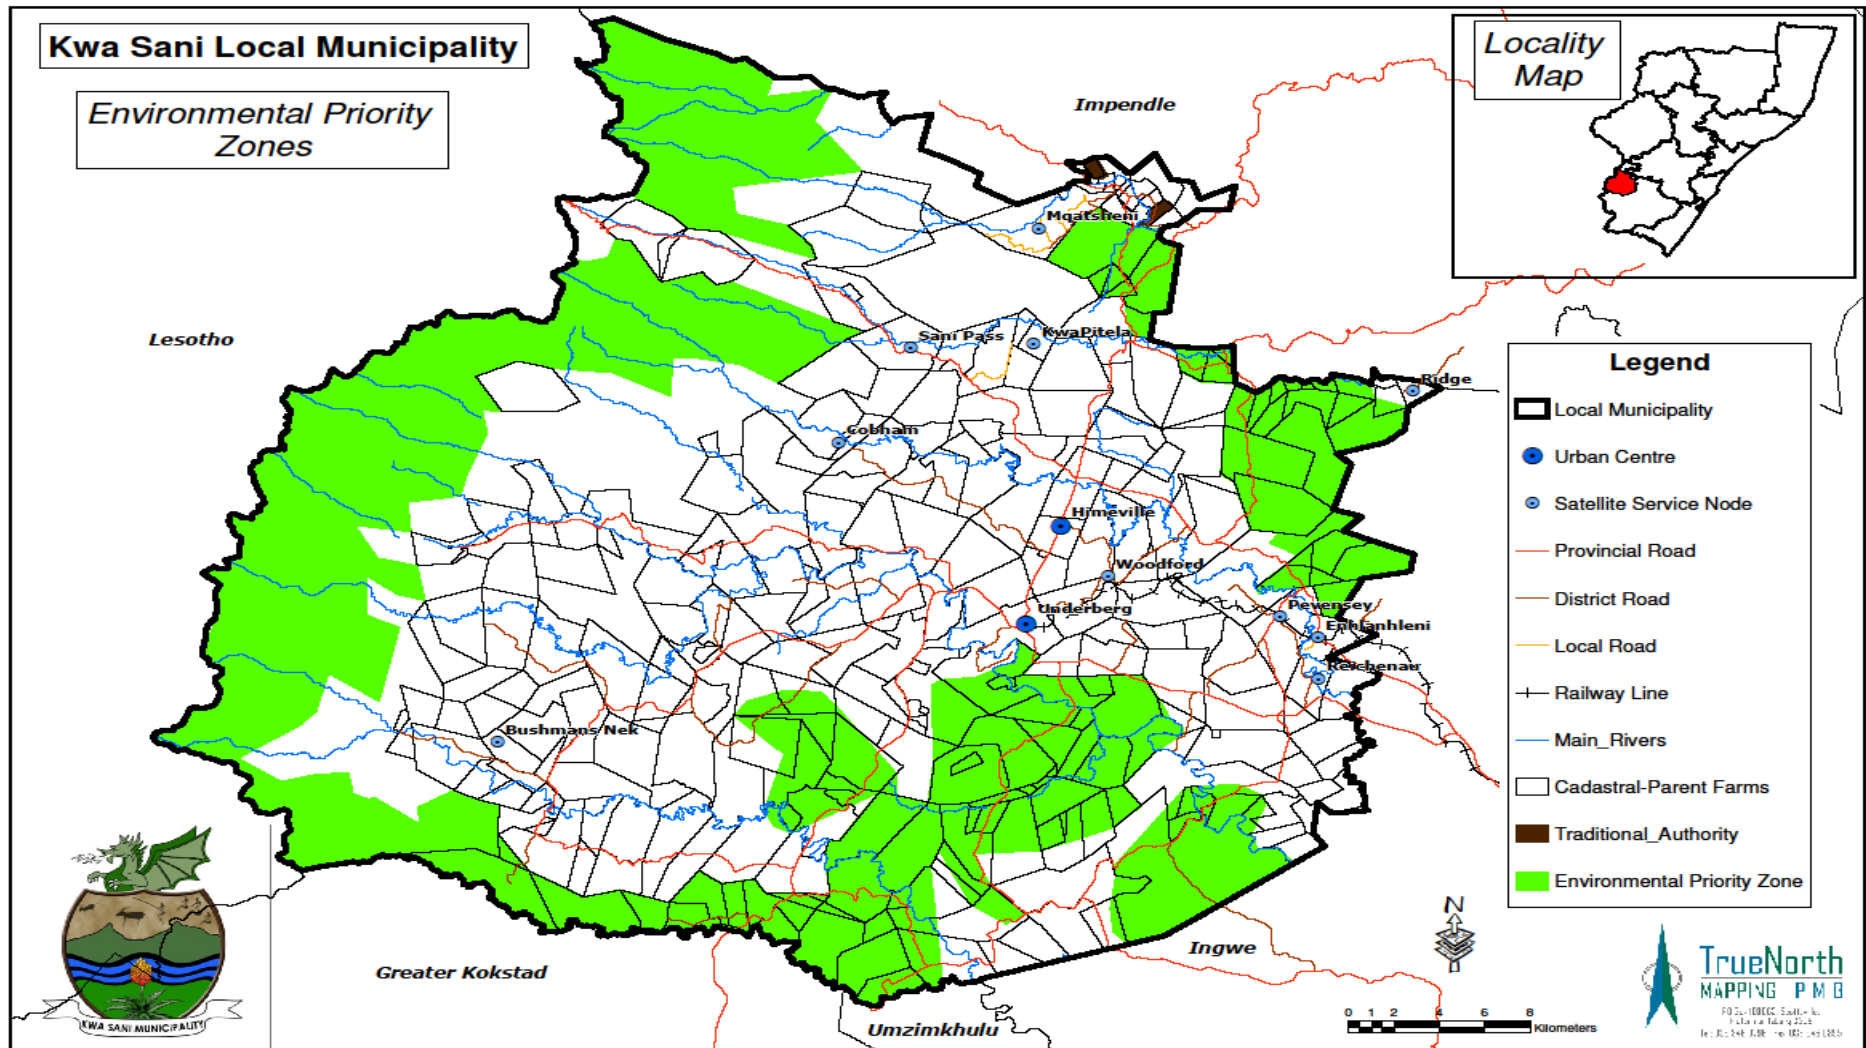 Kwa Sani Local Municipality
Environmental Priority
Zones
Impendle
Locality
Map
Mqatsheni
Lesotho
Sani Pass
KwaPitela
Ridge
Cobham
Himeville
Woodford
Underberg
Pevensey
Enhlanhleni
Reichenau
Bushmans Nek
Legend
Local Municipality
Urban Centre
Satellite Service Node
Provincial Road
District Road
Local Road
Railway Line
Main_Rivers
Cadastral-Parent Farms
Traditional_Authority
Environmental Priority Zone
Greater Kokstad
Ingwe
Umzimkhulu
KWA SANI MUNICIPALITY
N
0 1 2 4 6 8
Kilometers
TrueNorth
MAPPING PMB